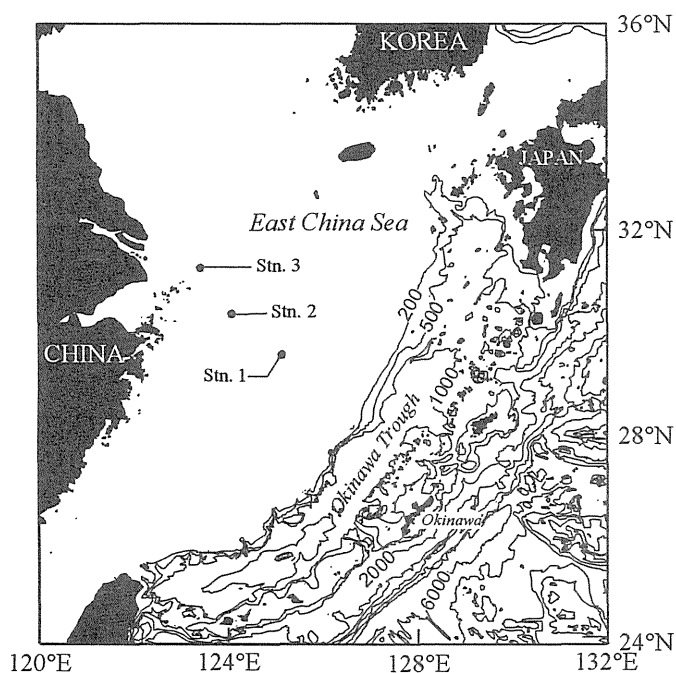 36°N
KOREA
JAPAN
East China Sea
32°N
Stn. 3
Stn. 2
200
500
CHINA
Stn. 1
1000
Okinawa Trough
28°N
Okinawa
2000
6000
24°N
120°E
124°E
128°E
132°E